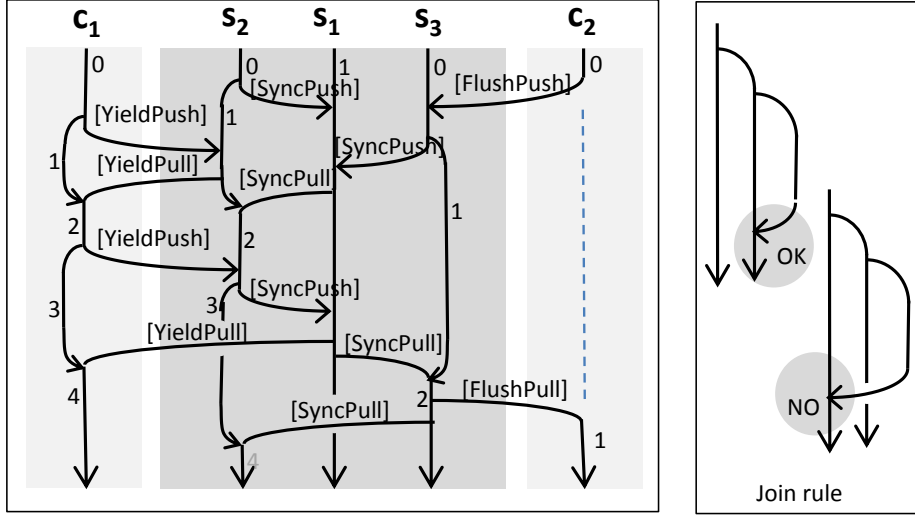 c1 s2 s1 s3 c2
0 0 1 0 0
[SyncPush] [FlushPush]
[YieldPush] 1
[SyncPush]
1 [YieldPull] [SyncPull]
1
2 [YieldPush] 2
OK
3 3 [SyncPush]
[YieldPull] [SyncPull]
4 2 [FlushPull]
[SyncPull] NO
1
4
Join rule